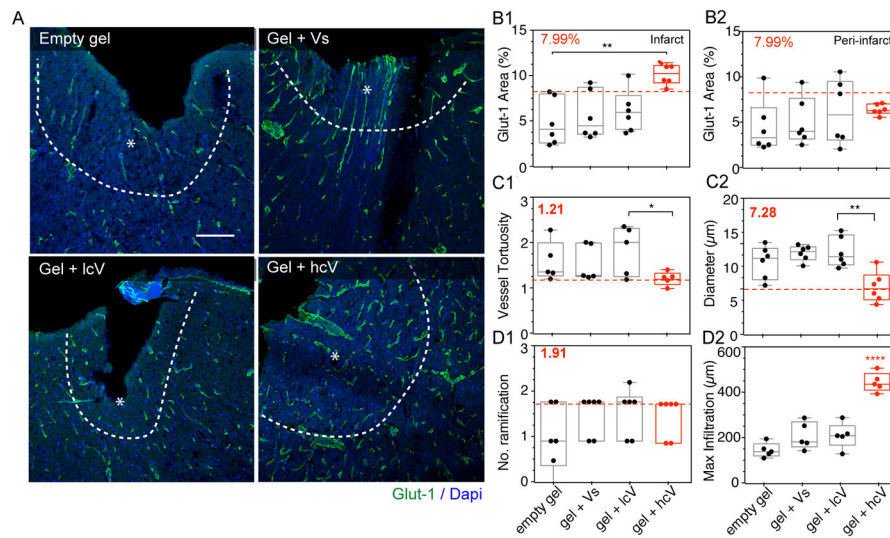 A
Empty gel
*
Gel + Vs
*
Gel + lcV
*
Gel + hcV
*
Glut-1 / Dapi
B1
7.99%
Infarct
**
Glut-1 Area (%)
15
10
5
0
B2
7.99%
Peri-infarct
Glut-1 Area (%)
15
10
5
0
C1
1.21
*
Vessel Tortuosity
3
2
1
0
C2
7.28
**
Diameter (µm)
20
15
10
5
0
D1
1.91
No. ramification
3
2
1
0
empty gel
gel + Vs
gel + lcV
gel + hcV
D2
****
Max Infiltration (µm)
600
400
200
0
empty gel
gel + Vs
gel + lcV
gel + hcV